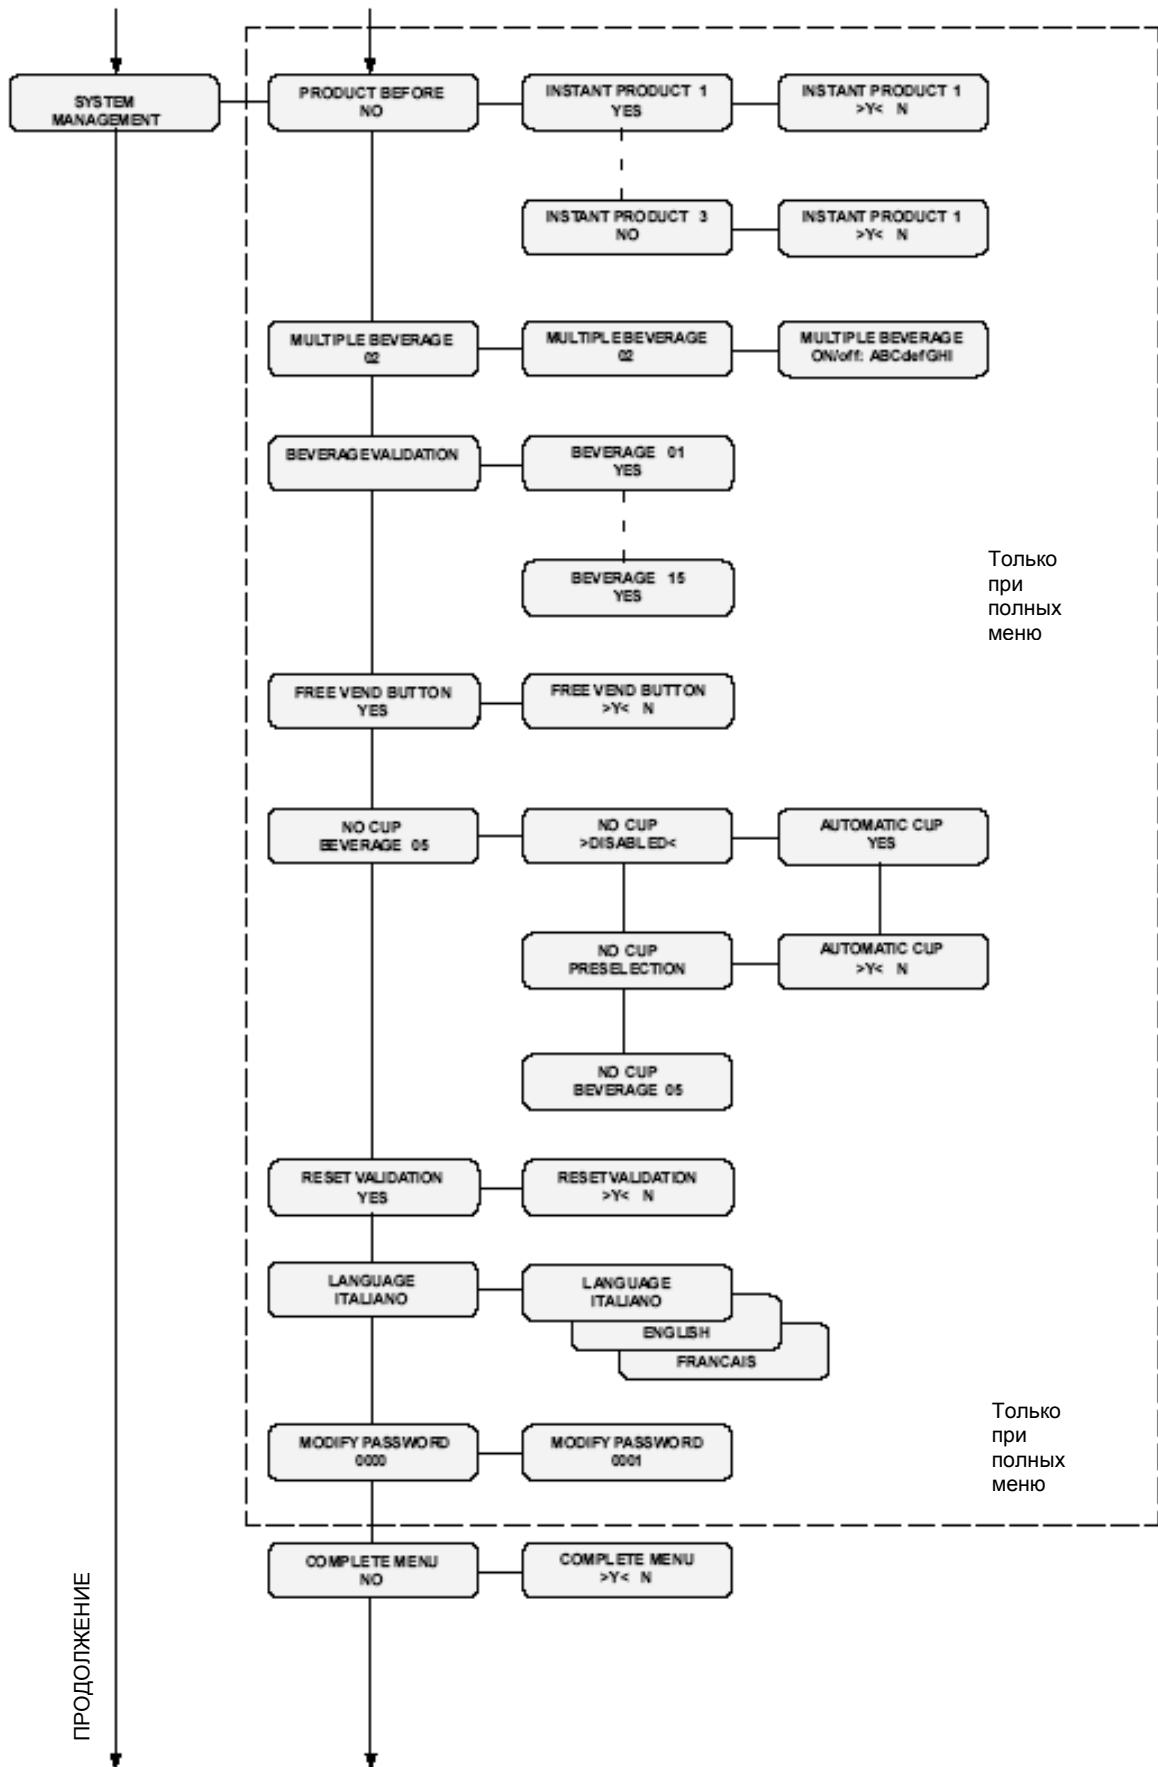 SYSTEM
MANAGEMENT
PRODUCT BEFORE
NO
INSTANT PRODUCT 1
YES
INSTANT PRODUCT 1
>Y< N
INSTANT PRODUCT 3
NO
INSTANT PRODUCT 1
>Y< N
MULTIPLE BEVERAGE
02
MULTIPLE BEVERAGE
02
MULTIPLE BEVERAGE
ON/off: ABCdefGHI
BEVERAGE VALIDATION
BEVERAGE 01
YES
BEVERAGE 15
YES
Только
при
полных
меню
FREE VEND BUTTON
YES
FREE VEND BUTTON
>Y< N
NO CUP
BEVERAGE 05
NO CUP
>DISABLED<
AUTOMATIC CUP
YES
NO CUP
PRESELECTION
AUTOMATIC CUP
>Y< N
NO CUP
BEVERAGE 05
RESET VALIDATION
YES
RESET VALIDATION
>Y< N
LANGUAGE
ITALIANO
LANGUAGE
ITALIANO
ENGLISH
FRANCAIS
MODIFY PASSWORD
0000
MODIFY PASSWORD
0001
Только
при
полных
меню
COMPLETE MENU
NO
COMPLETE MENU
>Y< N
ПРОДОЛЖЕНИЕ